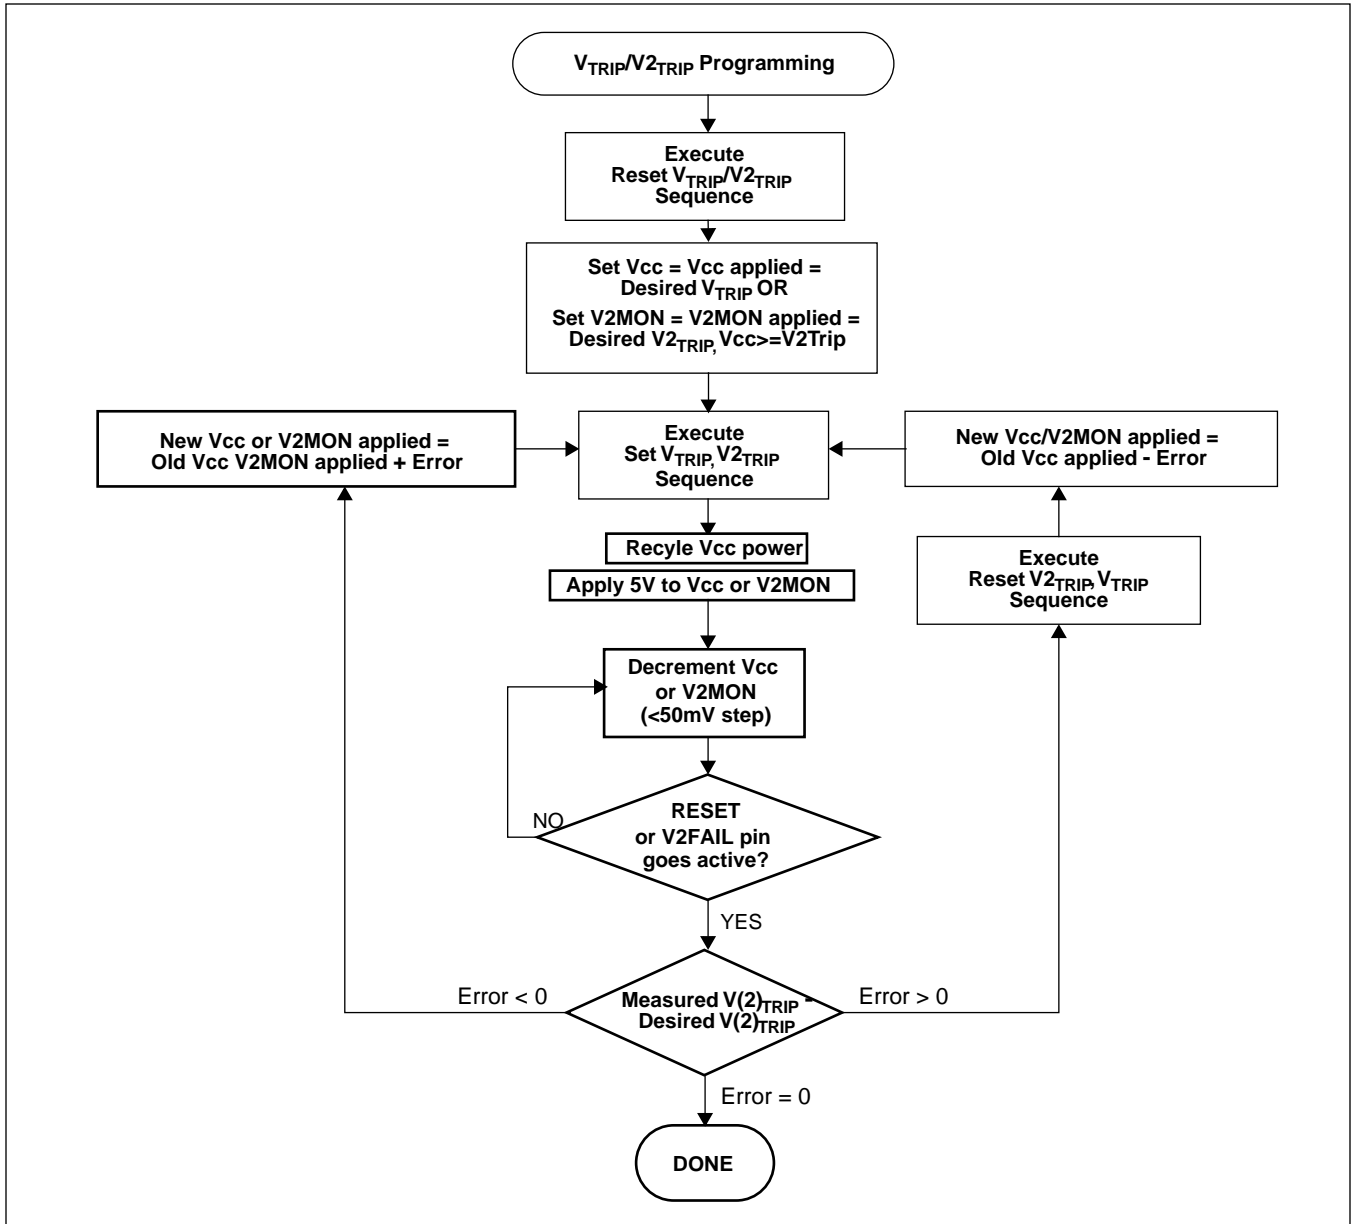 VTRIP/V2TRIP Programming
Execute
Reset VTRIP/V2TRIP
Sequence
Set Vcc = Vcc applied =
Desired VTRIP OR
Set V2MON = V2MON applied =
Desired V2TRIP, Vcc>=V2Trip
New Vcc or V2MON applied =
Old Vcc V2MON applied + Error
Execute
Set VTRIP, V2TRIP
Sequence
New Vcc/V2MON applied =
Old Vcc applied - Error
Recyle Vcc power
Apply 5V to Vcc or V2MON
Execute
Reset V2TRIP, VTRIP
Sequence
Decrement Vcc
or V2MON
(<50mV step)
NO
RESET
or V2FAIL pin
goes active?
YES
Error < 0
Measured V(2)TRIP -
Desired V(2)TRIP
Error > 0
Error = 0
DONE